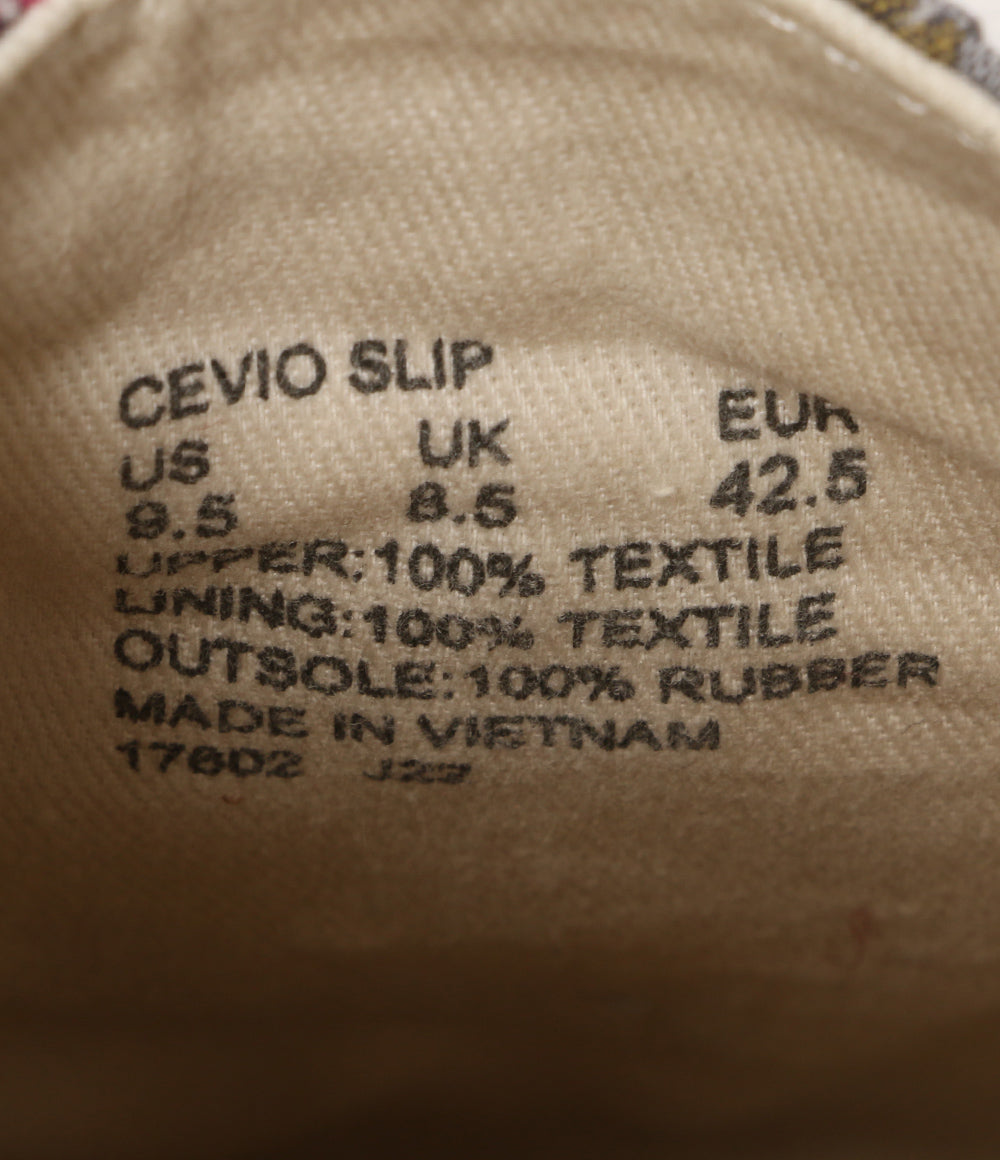 CEVIO SLIP
US UK EUR
9.5 8.5 42.5
UPPER:100% TEXTILE
LINING:100% TEXTILE
OUTSOLE:100% RUBBER
MADE IN VIETNAM
17602 J29